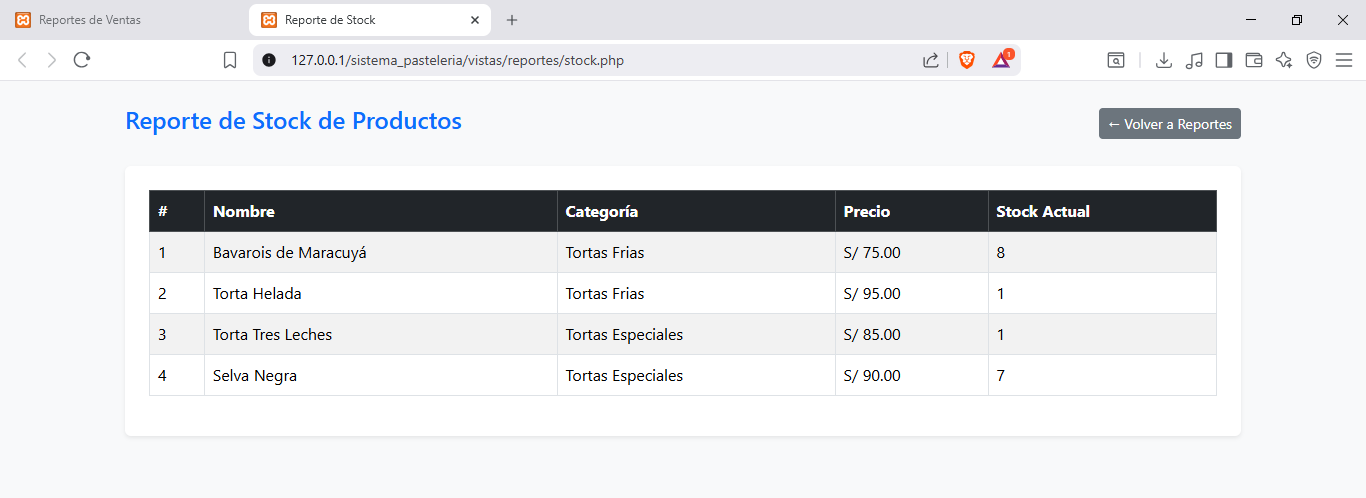 Reportes de Ventas Reporte de Stock
127.0.0.1/sistema_pasteleria/vistas/reportes/stock.php 1
Reporte de Stock de Productos ← Volver a Reportes
# Nombre Categoría Precio Stock Actual
1 Bavarois de Maracuyá Tortas Frias S/ 75.00 8
2 Torta Helada Tortas Frias S/ 95.00 1
3 Torta Tres Leches Tortas Especiales S/ 85.00 1
4 Selva Negra Tortas Especiales S/ 90.00 7